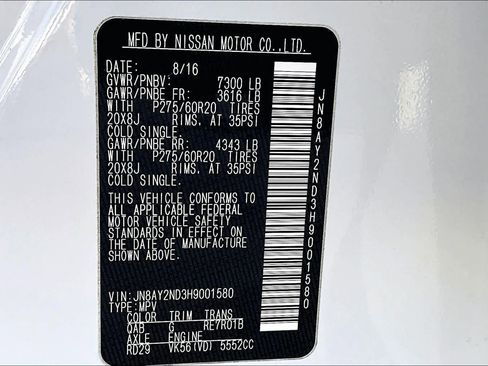 MFD BY NISSAN MOTOR CO.,LTD.
DATE: 8/16
GVWR/PNBV: 7300 LB
GAWR/PNBE FR: 3616 LB
WITH P275/60R20 TIRES
20X8J RIMS, AT 35PSI
COLD SINGLE.
GAWR/PNBE RR: 4343 LB
WITH P275/60R20 TIRES
20X8J RIMS, AT 35PSI
COLD SINGLE.
THIS VEHICLE CONFORMS TO
ALL APPLICABLE FEDERAL
MOTOR VEHICLE SAFETY
STANDARDS IN EFFECT ON
THE DATE OF MANUFACTURE
SHOWN ABOVE.
VIN: JN8AY2ND3H9001580
TYPE: MPV
COLOR TRIM TRANS
QAB G RE7R01B
AXLE ENGINE
RD29 VK56(VD) 5552CC
JN8AY2ND3H9001580